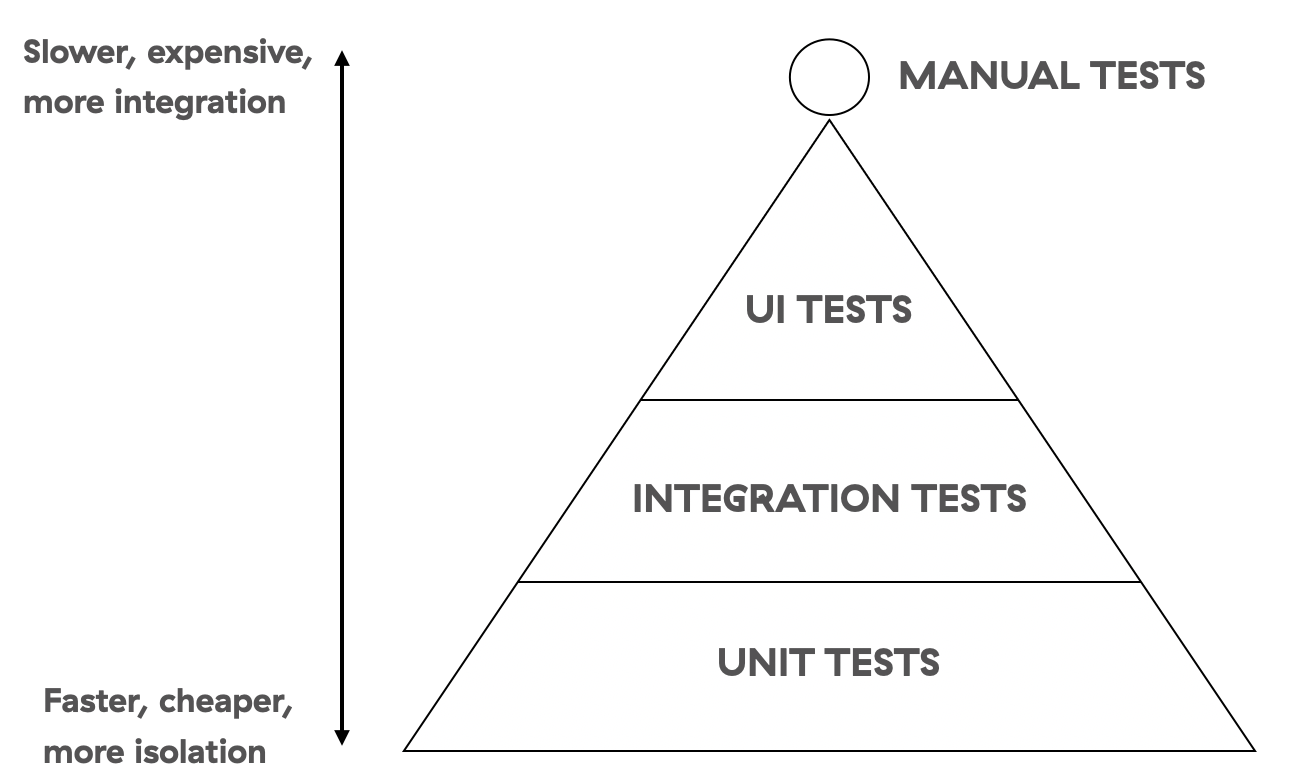 Slower, expensive,
more integration
MANUAL TESTS
UI TESTS
INTEGRATION TESTS
UNIT TESTS
Faster, cheaper,
more isolation